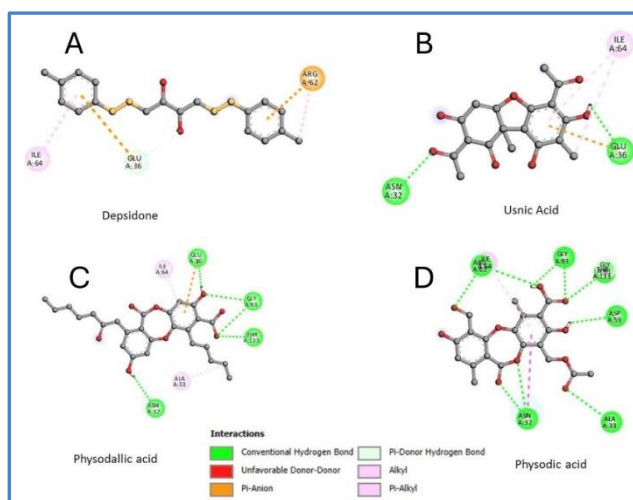 A
ARG
A:62
ILE
A:64
GLU
A:36
Depsidone
B
ILE
A:64
GLU
A:36
ASN
A:32
Usnic Acid
C
ILE
A:64
GLU
A:36
GLY
A:63
THR
A:133
ALA
A:33
ASN
A:32
Physodallic acid
D
GLY
A:63
ASP
A:59
ASN
A:32
ALA
A:33
Physodic acid
Interactions
Conventional Hydrogen Bond
Unfavorable Donor-Donor
Pi-Anion
Pi-Donor Hydrogen Bond
Alkyl
Pi-Alkyl